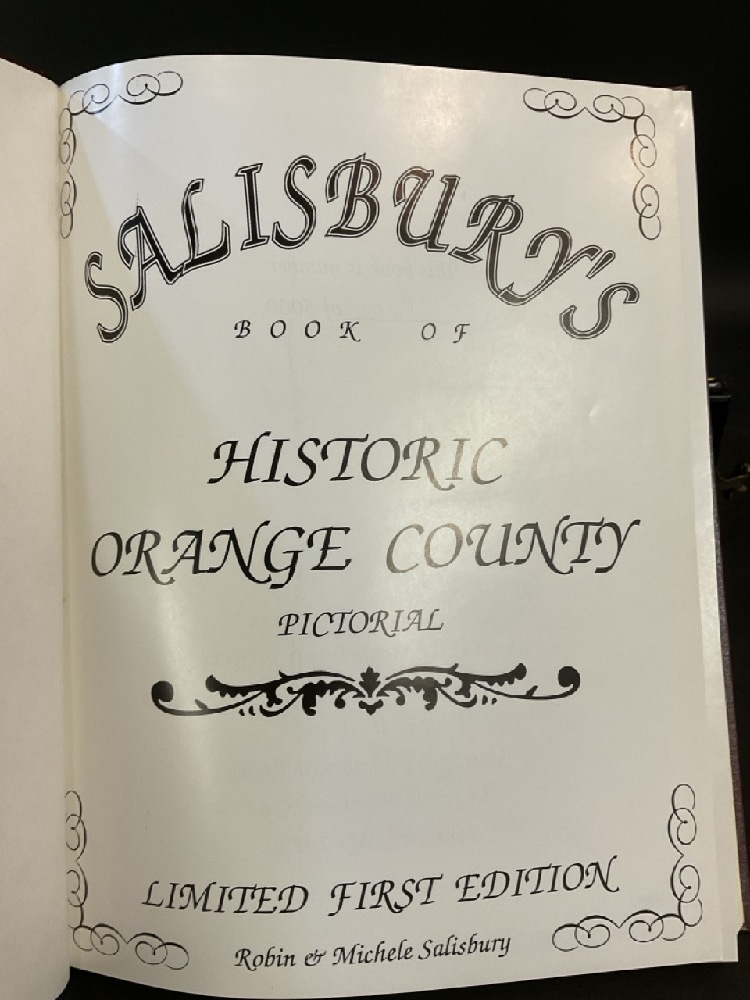 SALISBURY'S
BOOK OF
HISTORIC
ORANGE COUNTY
PICTORIAL
LIMITED FIRST EDITION
Robin & Michele Salisbury